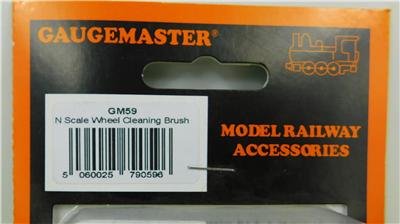 GAUGEMASTER®
GM59
N Scale Wheel Cleaning Brush
5 060025 790596
MODEL RAILWAY
ACCESSORIES